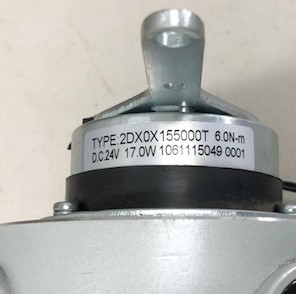 TYPE:2DX0X155000T 6.0N-m
D.C.24V 17.0W 1061115049 0001